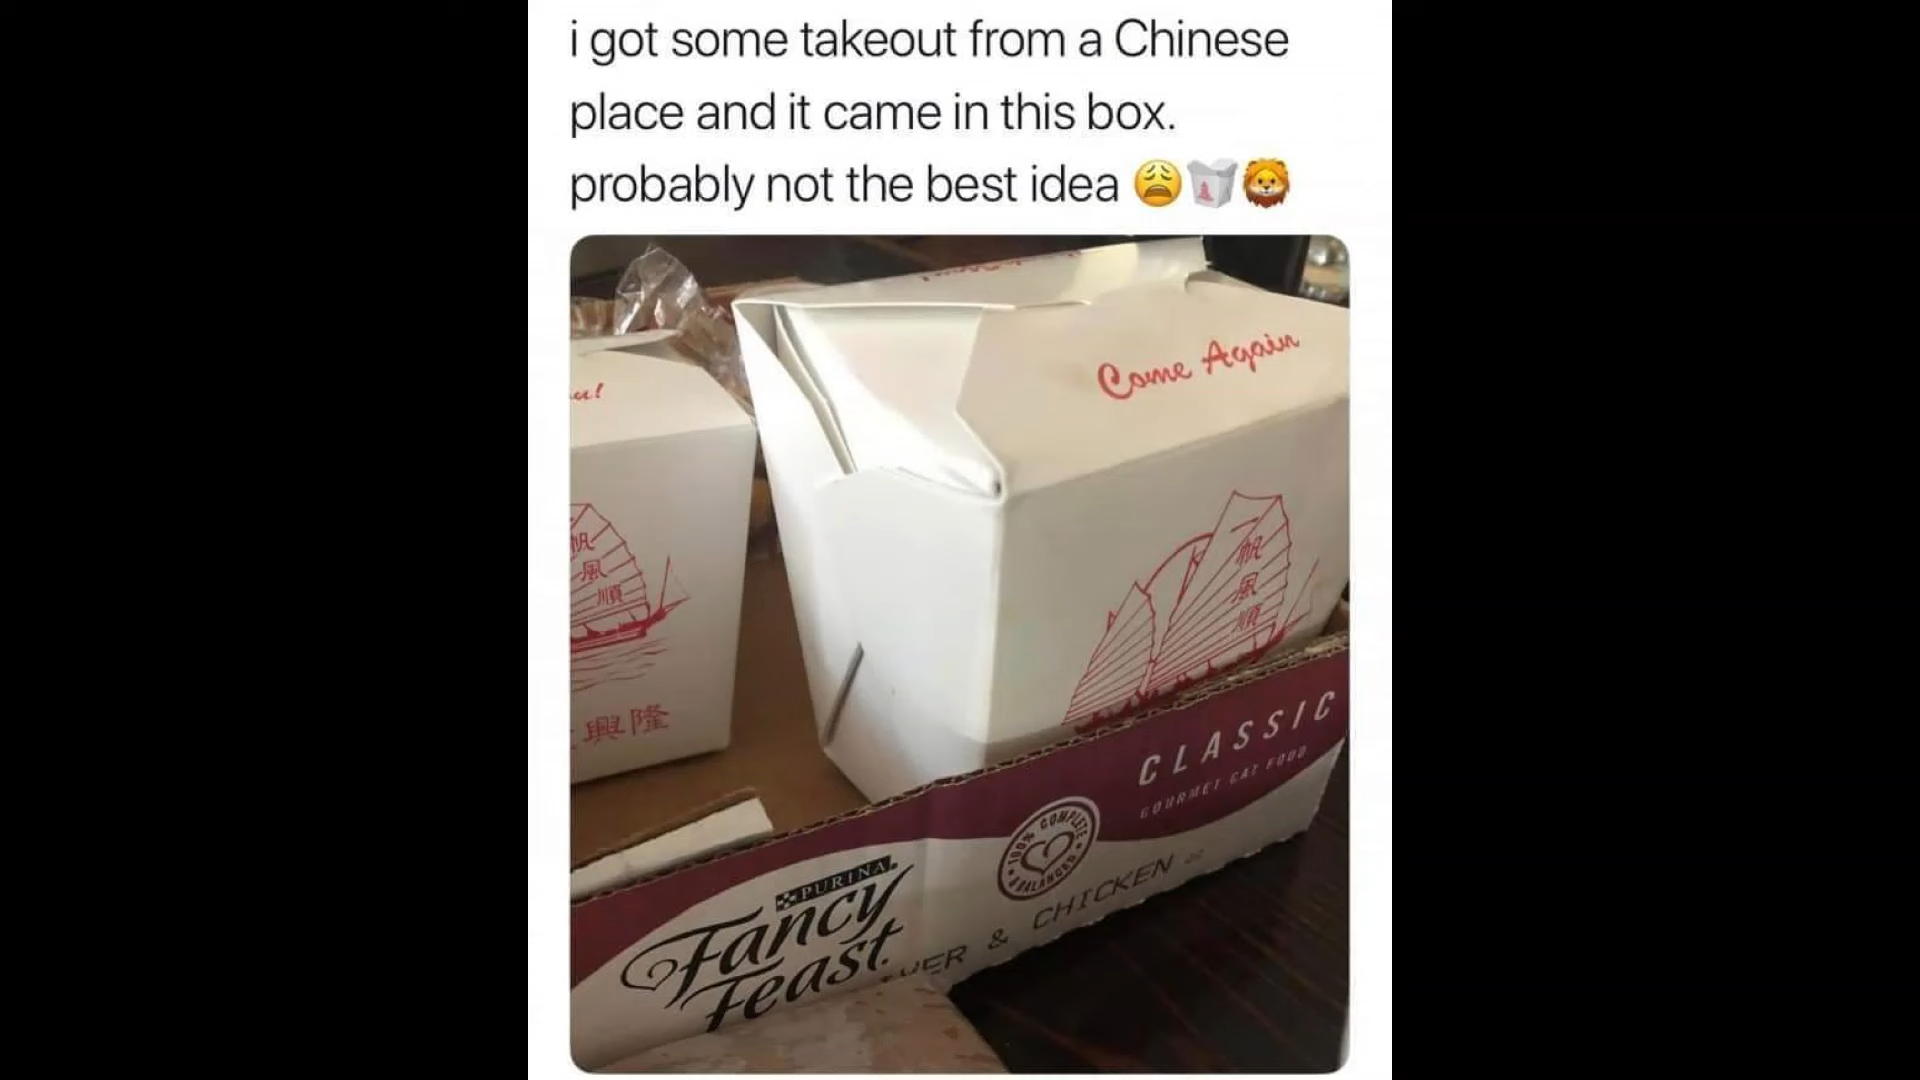 i got some takeout from a Chinese
place and it came in this box.
probably not the best idea 😩🥡🦁
Come Again
帆
風
順
興隆
一
帆
風
順
CLASSIC
GOURMET CAT FOOD
100% COMPLETE
& BALANCED
PURINA
Fancy
Feast
& CHICKEN